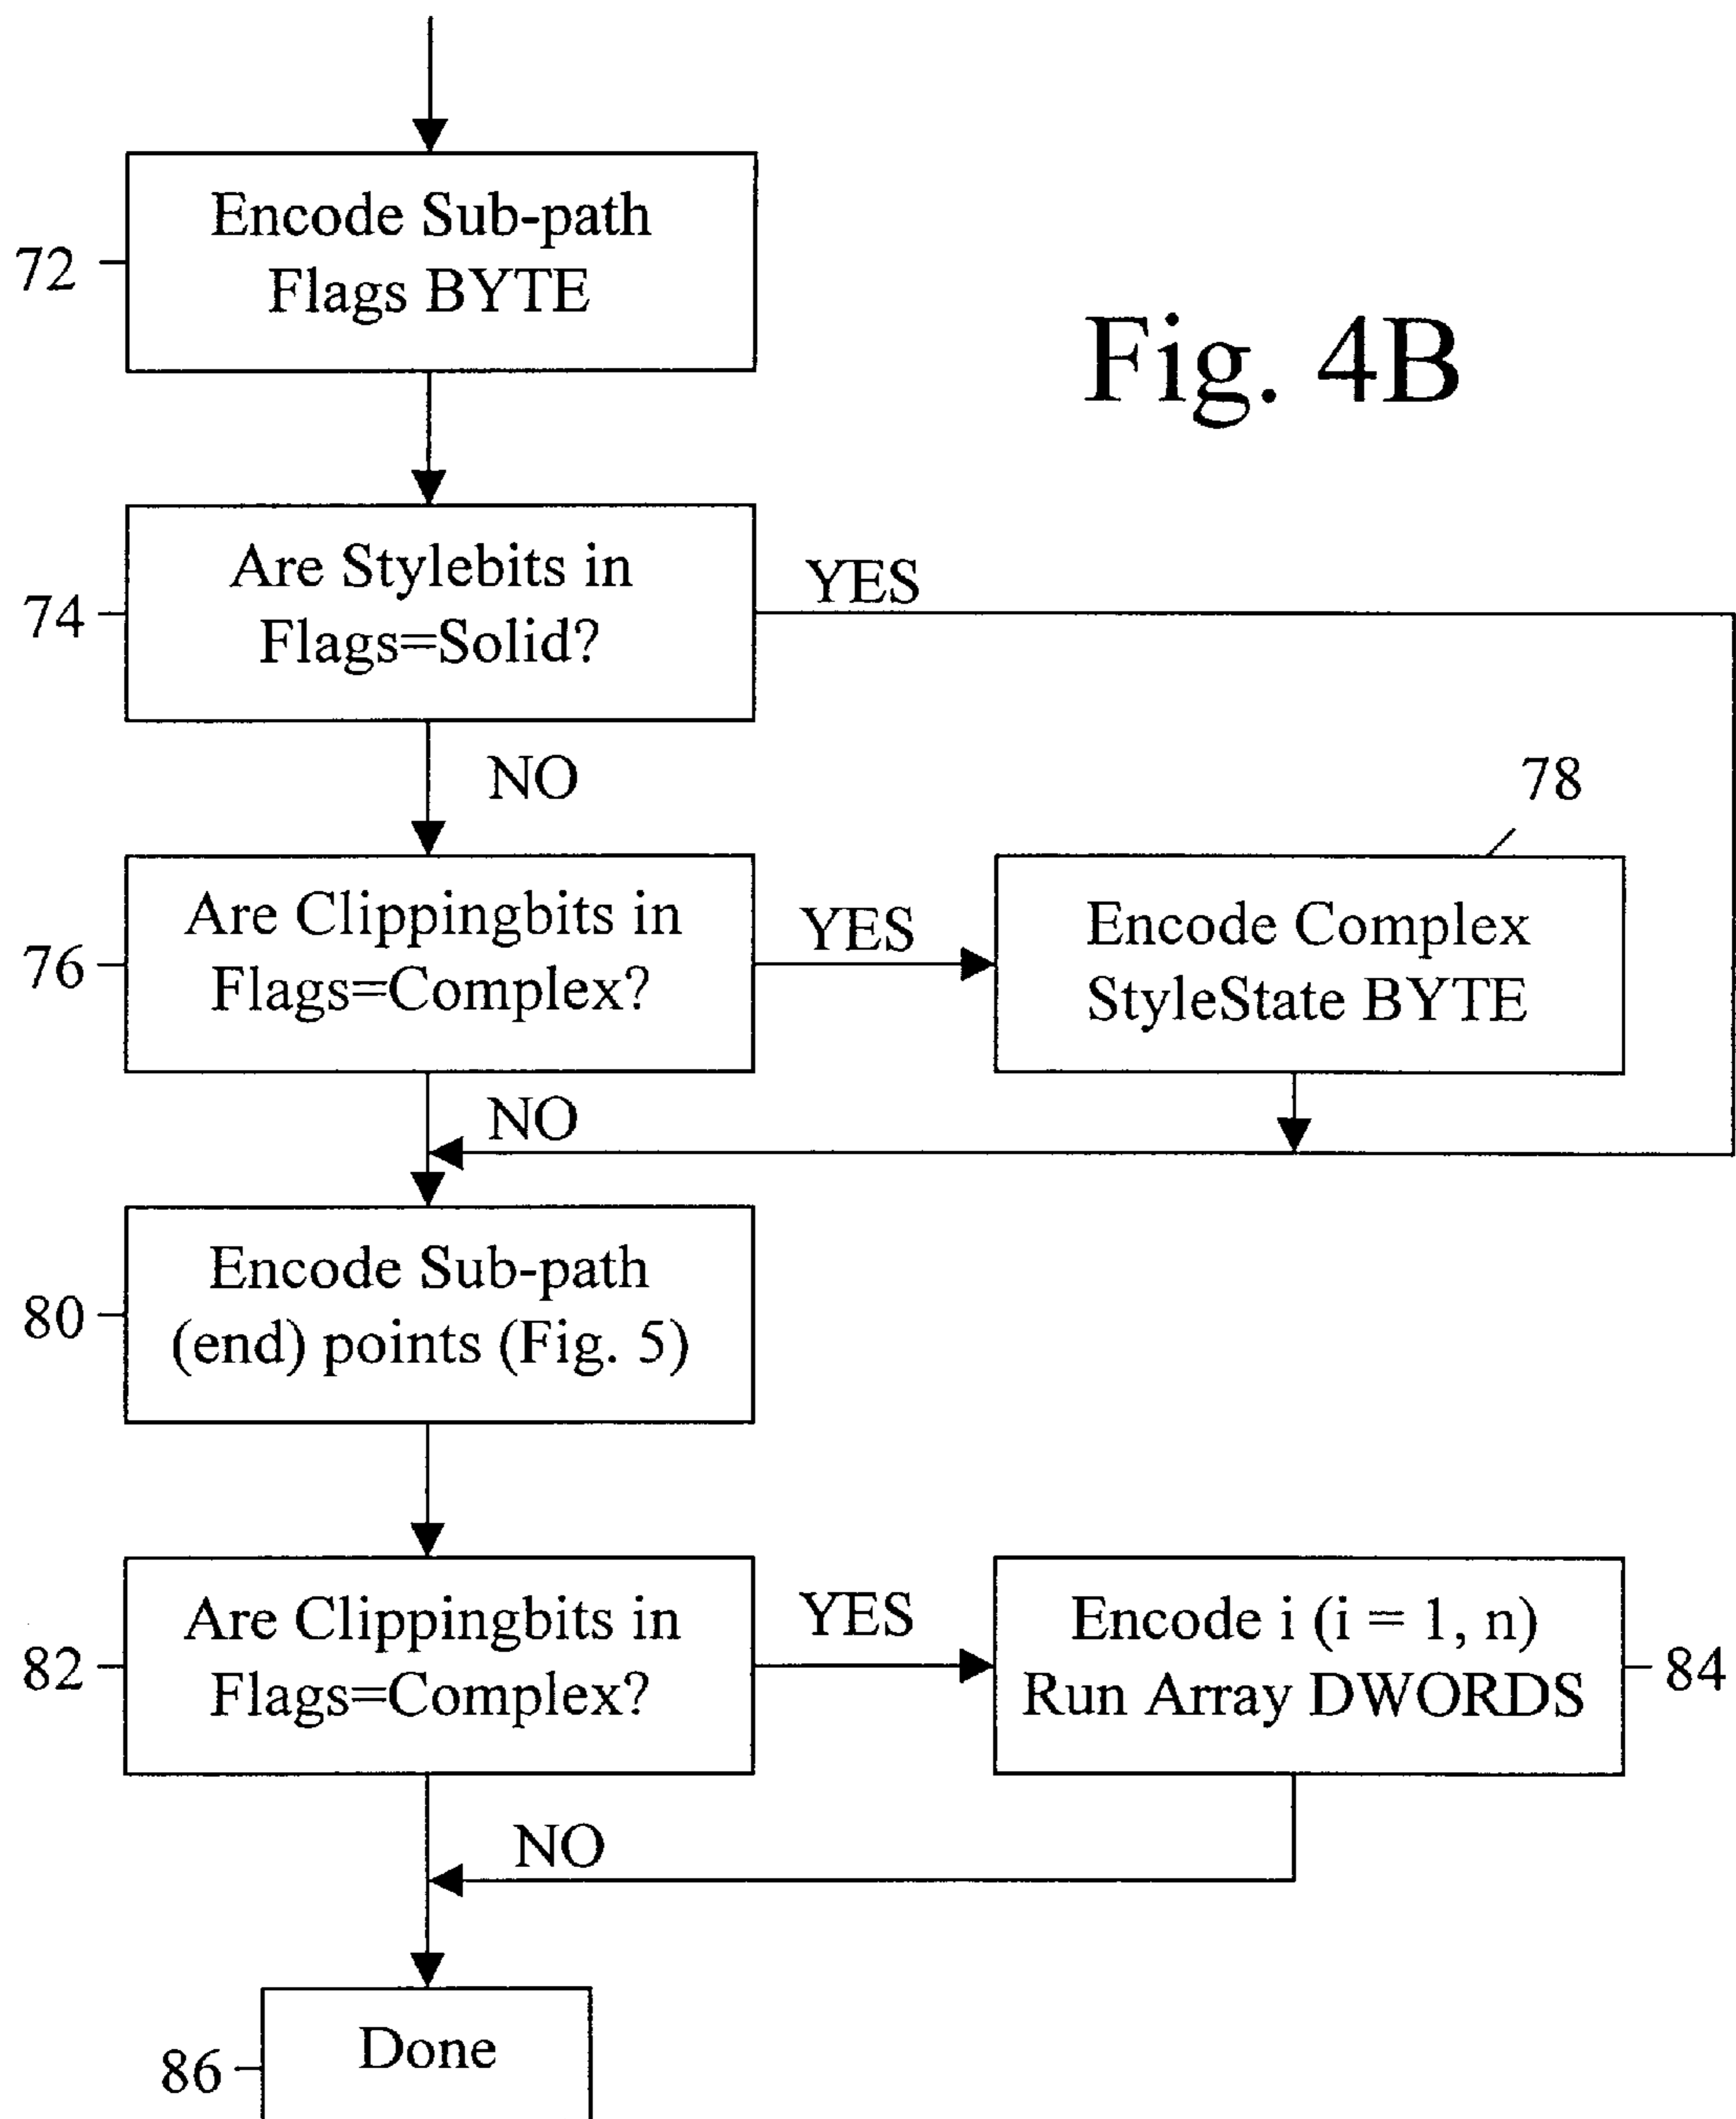 Encode Sub-path
Flags BYTE
72
Fig. 4B
Are Stylebits in
Flags=Solid?
74
YES
NO
78
Are Clippingbits in
Flags=Complex?
76
YES
Encode Complex
StyleState BYTE
NO
Encode Sub-path
(end) points (Fig. 5)
80
Are Clippingbits in
Flags=Complex?
82
YES
Encode i (i = 1, n)
Run Array DWORDS
84
NO
Done
86